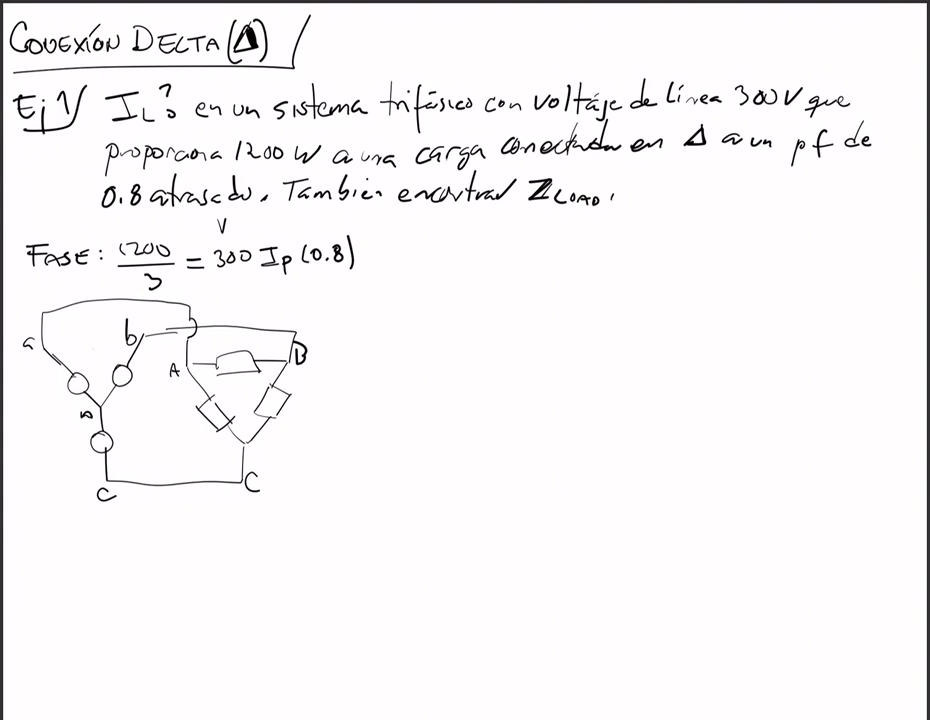 CONEXIÓN DELTA (Δ)
Ej 1/ IL? en un sistema trifásico con voltáje de línea 300V que
proporciona 1200 W a una carga conectada en Δ a un pf de
0.8 atrasado. También encontrar ZLOAD.
V
FASE: 1200/3 = 300 Ip (0.8)
a b A B
n
c C